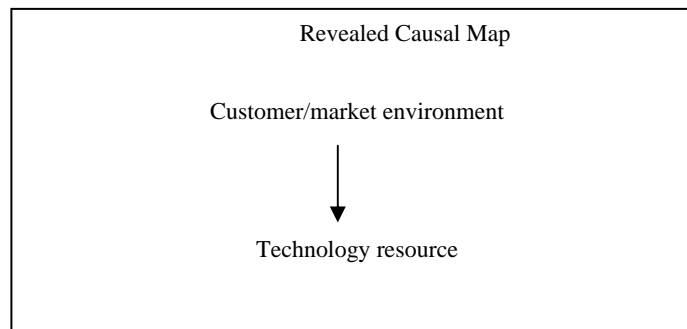 Revealed Causal Map
Customer/market environment
Technology resource